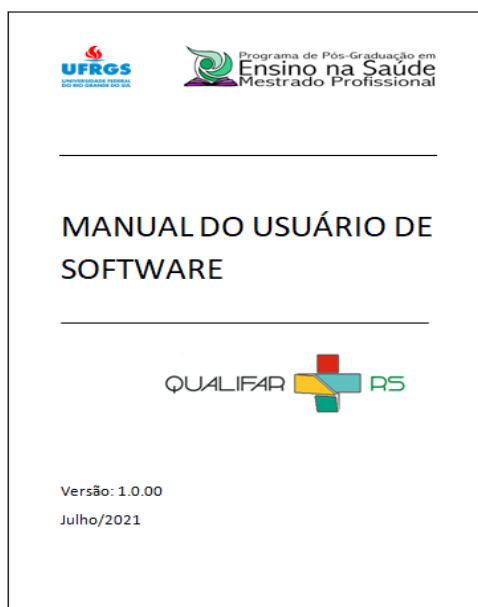 UFRGS
UNIVERSIDADE FEDERAL
DO RIO GRANDE DO SUL
Programa de Pós-Graduação em
Ensino na Saúde
Mestrado Profissional
MANUAL DO USUÁRIO DE
SOFTWARE
QUALIFAR RS
Versão: 1.0.00
Julho/2021